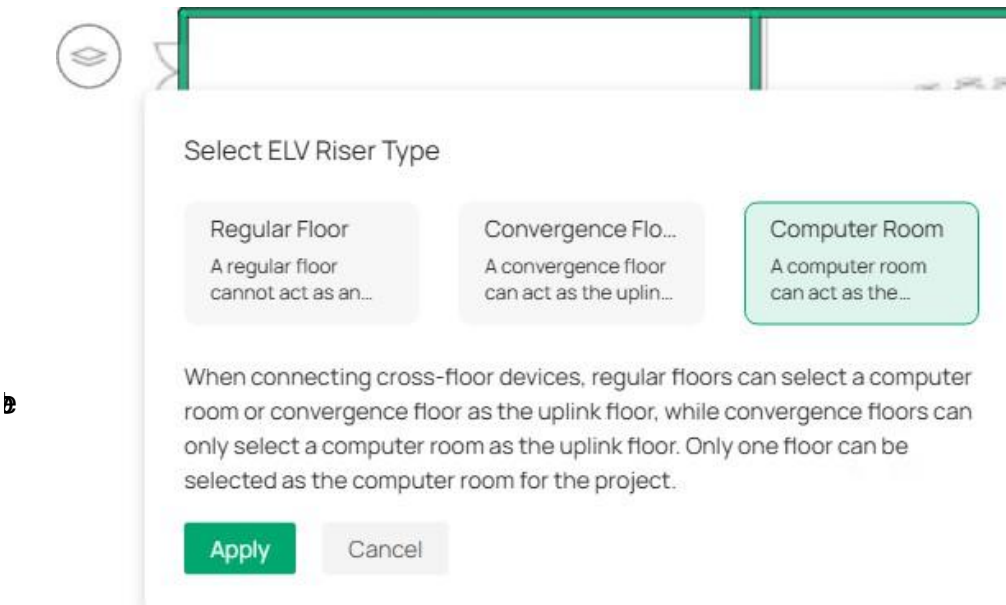 Select ELV Riser Type
Regular Floor
A regular floor
cannot act as an...
Convergence Flo...
A convergence floor
can act as the uplin...
Computer Room
A computer room
can act as the...
When connecting cross-floor devices, regular floors can select a computer
room or convergence floor as the uplink floor, while convergence floors can
only select a computer room as the uplink floor. Only one floor can be
selected as the computer room for the project.
Apply
Cancel